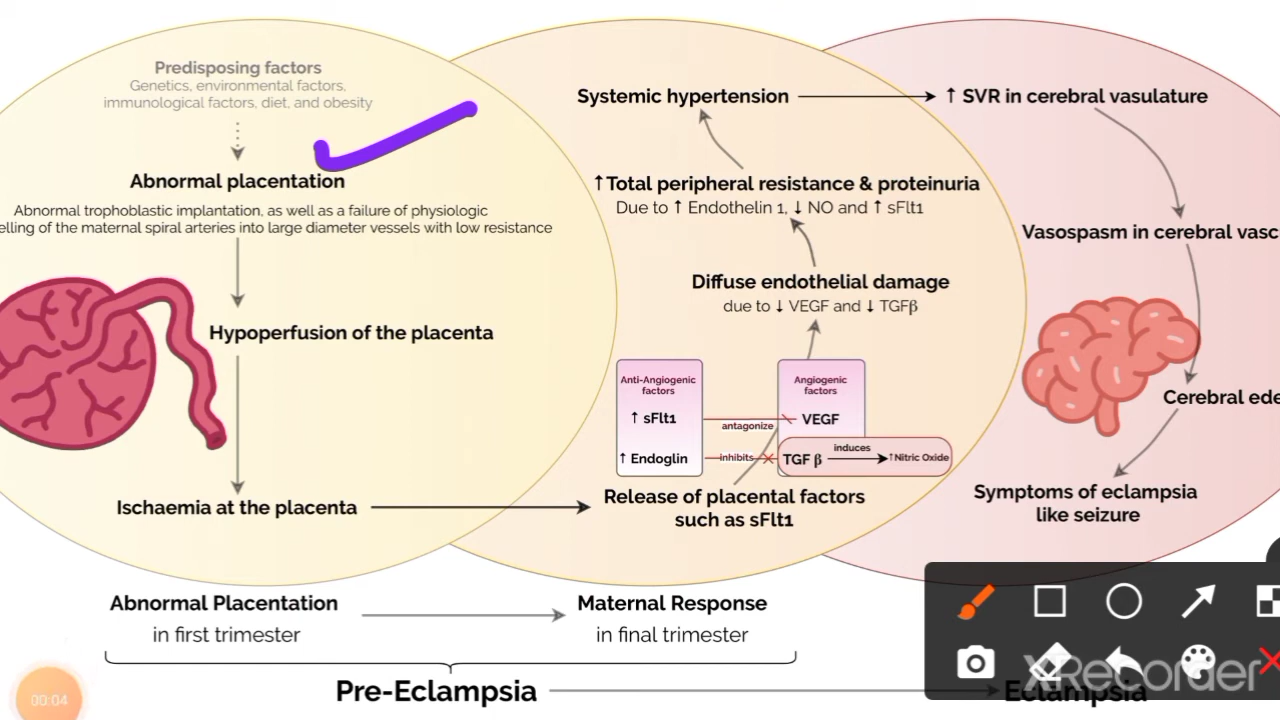 Predisposing factors
Genetics, environmental factors,
immunological factors, diet, and obesity
Abnormal placentation
Abnormal trophoblastic implantation, as well as a failure of physiologic
elling of the maternal spiral arteries into large diameter vessels with low resistance
Hypoperfusion of the placenta
Ischaemia at the placenta
Systemic hypertension
↑ Total peripheral resistance & proteinuria
Due to ↑ Endothelin 1, ↓ NO and ↑ sFlt1
Diffuse endothelial damage
due to ↓ VEGF and ↓ TGFβ
Anti-Angiogenic
factors
↑ sFlt1
↑ Endoglin
antagonize
inhibits
Angiogenic
factors
VEGF
TGF β
induces
↑Nitric Oxide
Release of placental factors
such as sFlt1
↑ SVR in cerebral vasulature
Vasospasm in cerebral vasc
Cerebral ede
Symptoms of eclampsia
like seizure
Abnormal Placentation
in first trimester
Maternal Response
in final trimester
Pre-Eclampsia
Eclampsia
XRecorder
00:04